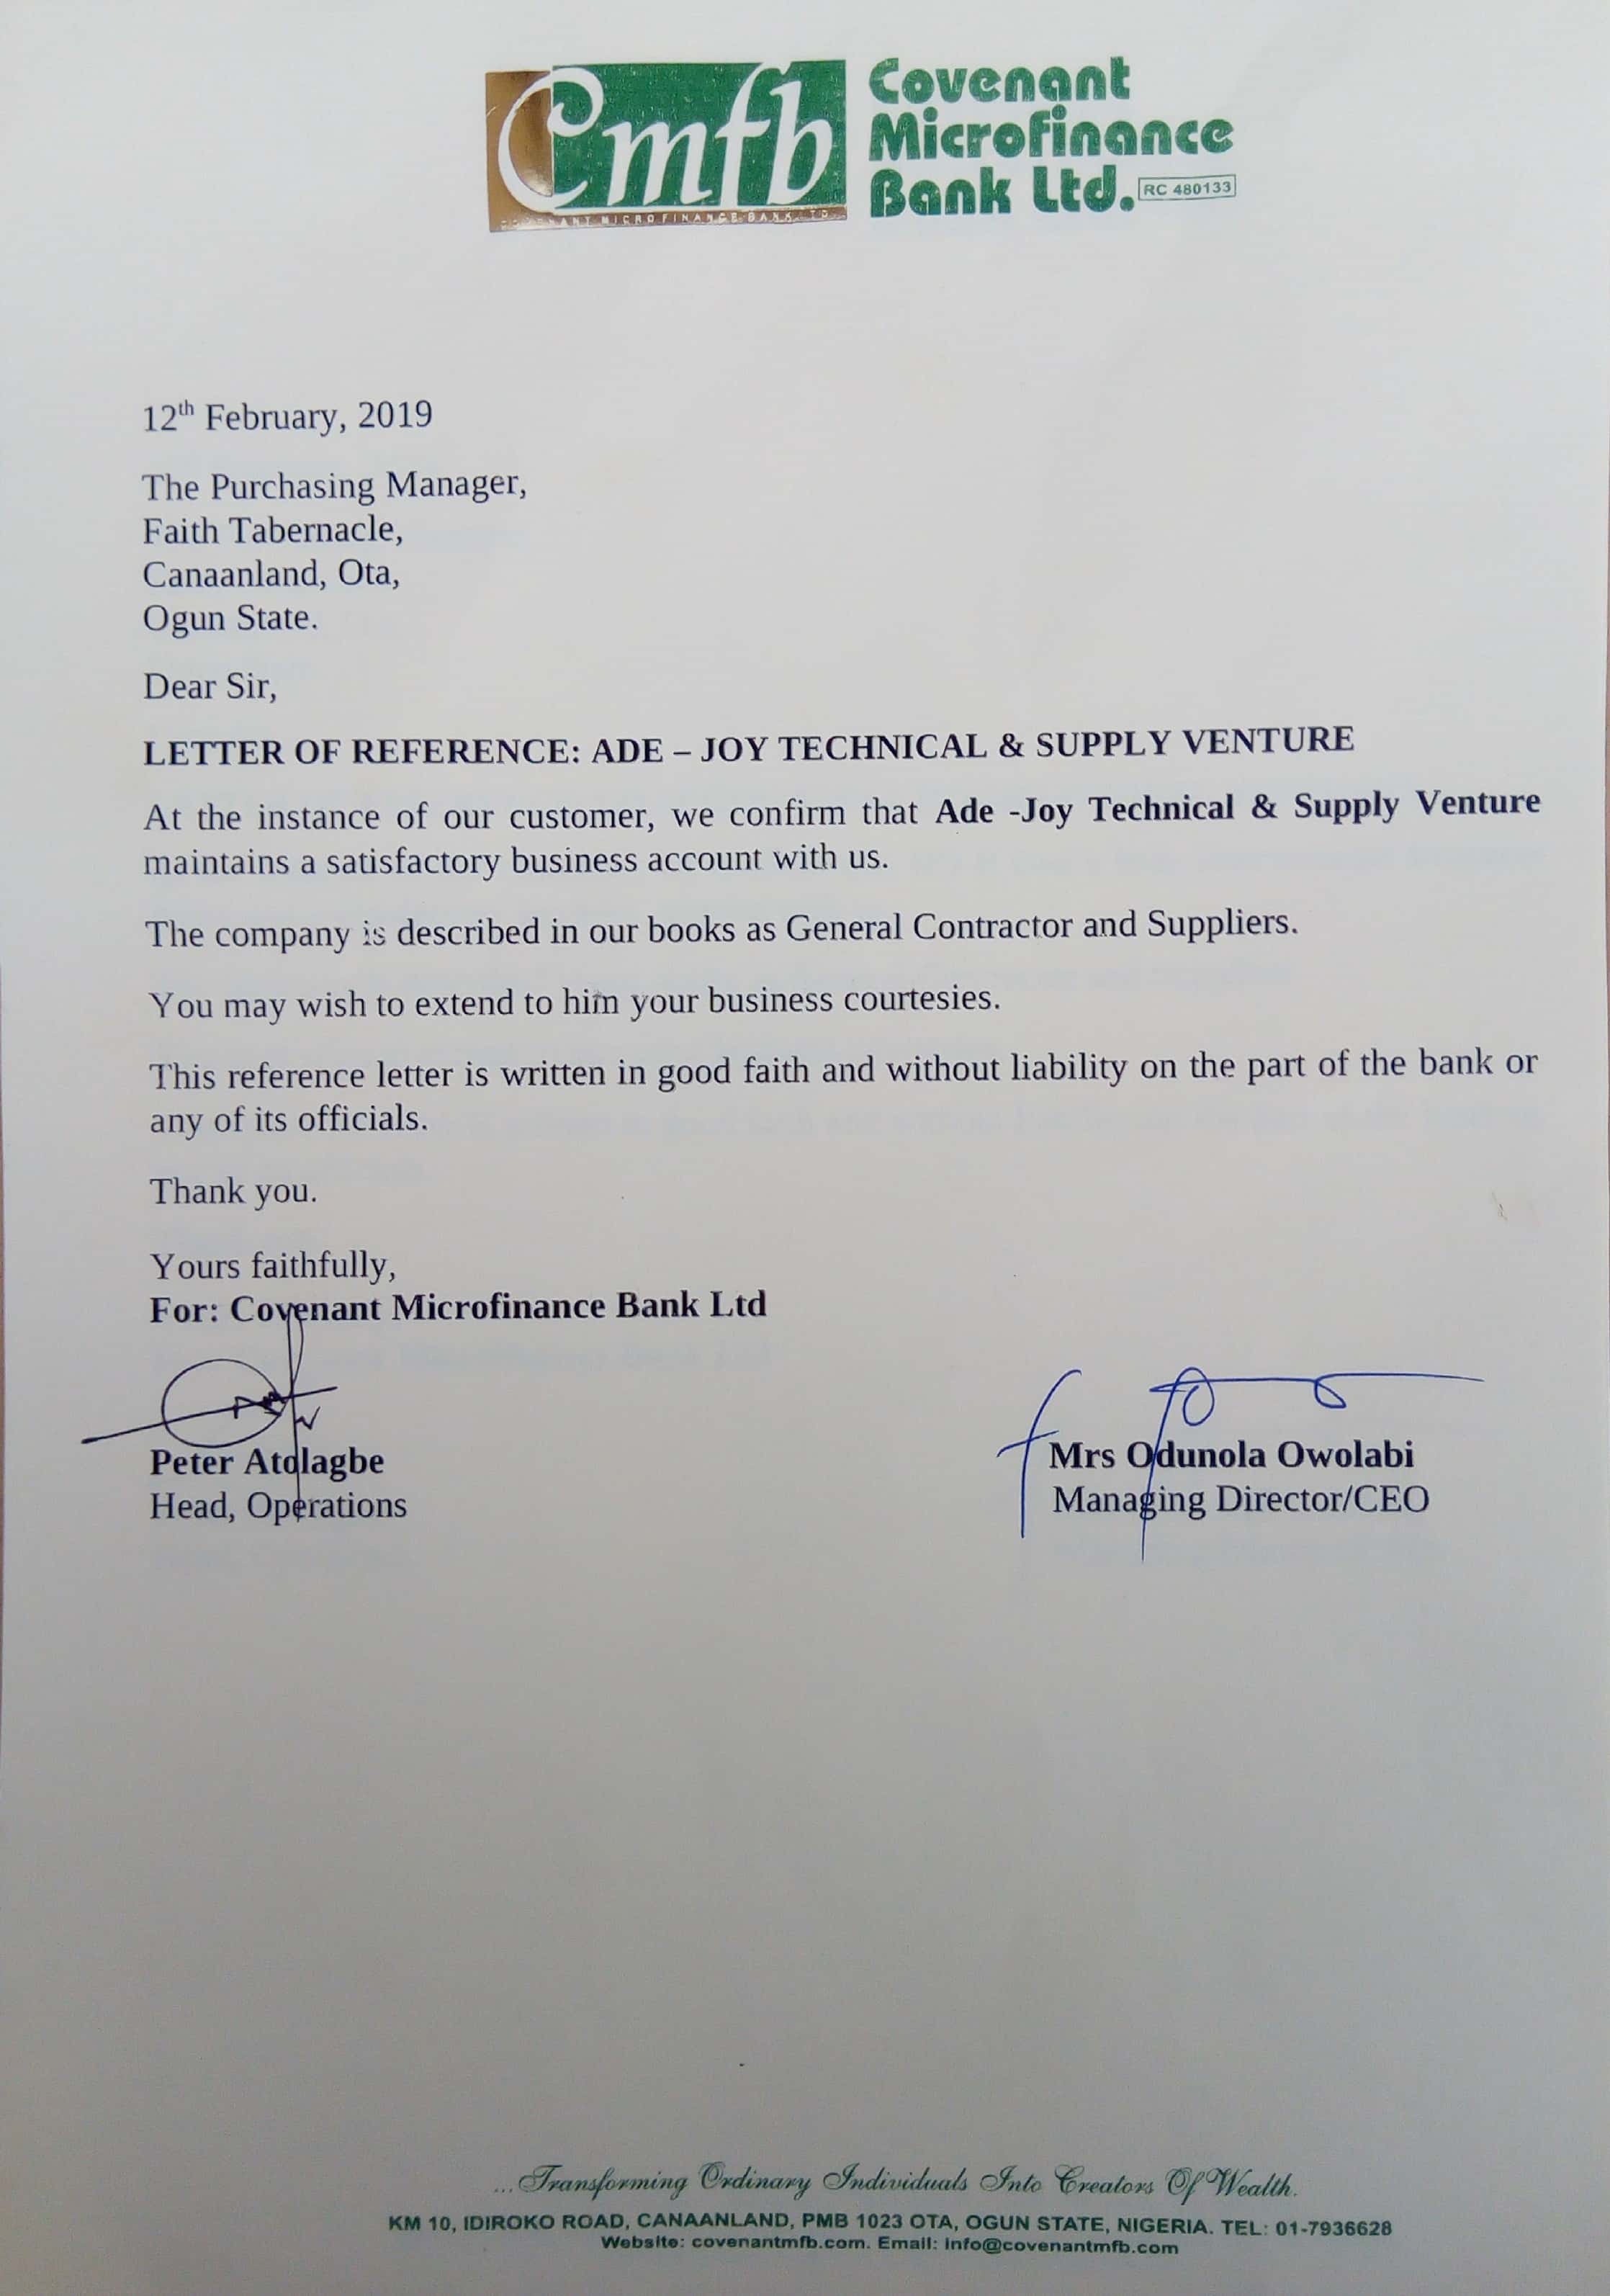 Cmfb
COVENANT MICROFINANCE BANK LTD
Covenant
Microfinance
Bank Ltd. RC 480133
12th February, 2019
The Purchasing Manager,
Faith Tabernacle,
Canaanland, Ota,
Ogun State.
Dear Sir,
LETTER OF REFERENCE: ADE – JOY TECHNICAL & SUPPLY VENTURE
At the instance of our customer, we confirm that Ade -Joy Technical & Supply Venture
maintains a satisfactory business account with us.
The company is described in our books as General Contractor and Suppliers.
You may wish to extend to him your business courtesies.
This reference letter is written in good faith and without liability on the part of the bank or
any of its officials.
Thank you.
Yours faithfully,
For: Covenant Microfinance Bank Ltd
Peter Atolagbe
Head, Operations
Mrs Odunola Owolabi
Managing Director/CEO
...Transforming Ordinary Individuals Into Creators Of Wealth.
KM 10, IDIROKO ROAD, CANAANLAND, PMB 1023 OTA, OGUN STATE, NIGERIA. TEL: 01-7936628
Website: covenantmfb.com. Email: info@covenantmfb.com